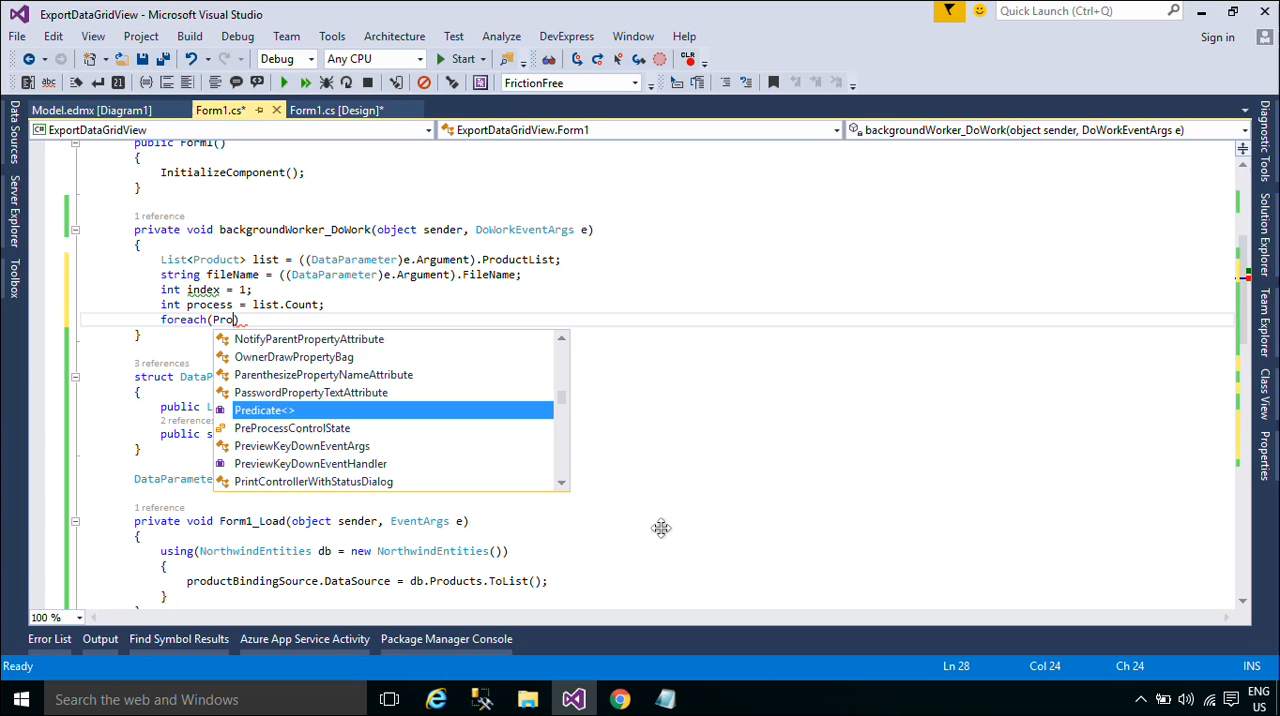 ExportDataGridView - Microsoft Visual Studio
Quick Launch (Ctrl+Q)
File Edit View Project Build Debug Team Tools Architecture Test Analyze DevExpress Window Help
Sign in
Debug Any CPU Start CLR
abc 21 FrictionFree
Model.edmx [Diagram1] Form1.cs* Form1.cs [Design]*
ExportDataGridView ExportDataGridView.Form1 backgroundWorker_DoWork(object sender, DoWorkEventArgs e)
Data Sources
Server Explorer
Toolbox
public Form1()
{
InitializeComponent();
}
1 reference
private void backgroundWorker_DoWork(object sender, DoWorkEventArgs e)
{
List<Product> list = ((DataParameter)e.Argument).ProductList;
string fileName = ((DataParameter)e.Argument).FileName;
int index = 1;
int process = list.Count;
foreach(Pro)
}
NotifyParentPropertyAttribute
OwnerDrawPropertyBag
ParenthesizePropertyNameAttribute
PasswordPropertyTextAttribute
Predicate<>
PreProcessControlState
PreviewKeyDownEventArgs
PreviewKeyDownEventHandler
PrintControllerWithStatusDialog
3 references
struct DataP
{
public L
2 references
public s
}
DataParamete
1 reference
private void Form1_Load(object sender, EventArgs e)
{
using(NorthwindEntities db = new NorthwindEntities())
{
productBindingSource.DataSource = db.Products.ToList();
}
Diagnostic Tools
Solution Explorer
Team Explorer
Class View
Properties
100 %
Error List Output Find Symbol Results Azure App Service Activity Package Manager Console
Ready Ln 28 Col 24 Ch 24 INS
Search the web and Windows
ENG
US